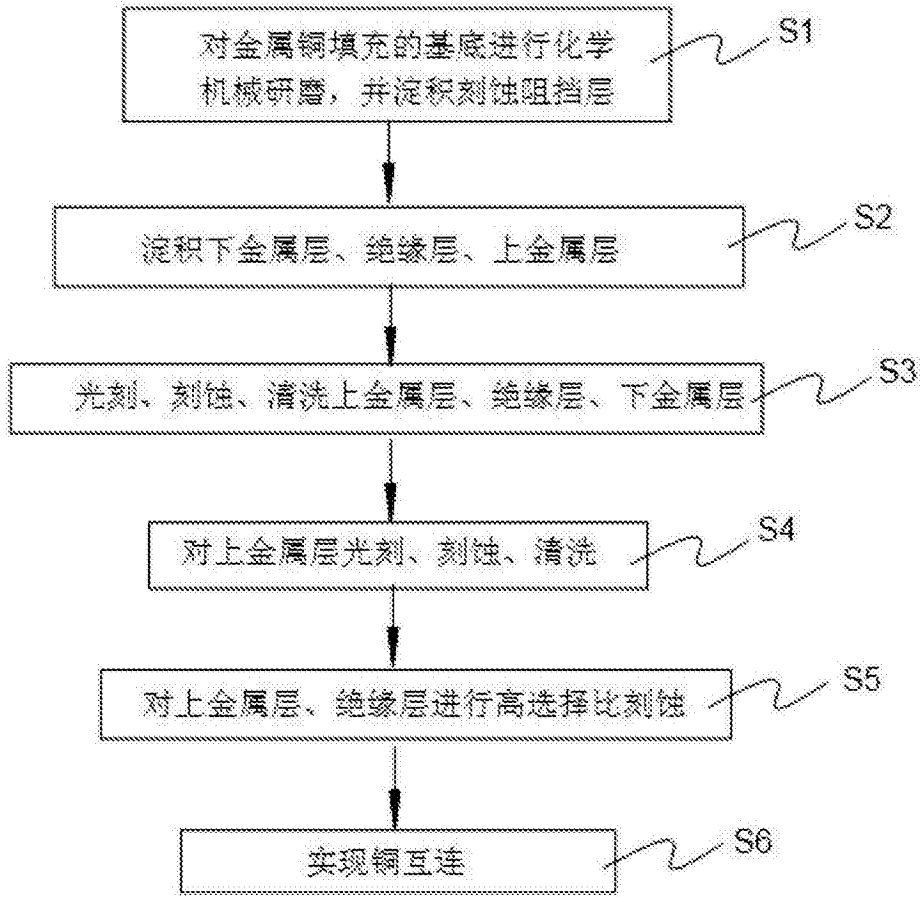 对金属铜填充的基底进行化学
机械研磨，并淀积刻蚀阻挡层
S1
淀积下金属层、绝缘层、上金属层
S2
光刻、刻蚀、清洗上金属层、绝缘层、下金属层
S3
对上金属层光刻、刻蚀、清洗
S4
对上金属层、绝缘层进行高选择比刻蚀
S5
实现铜互连
S6